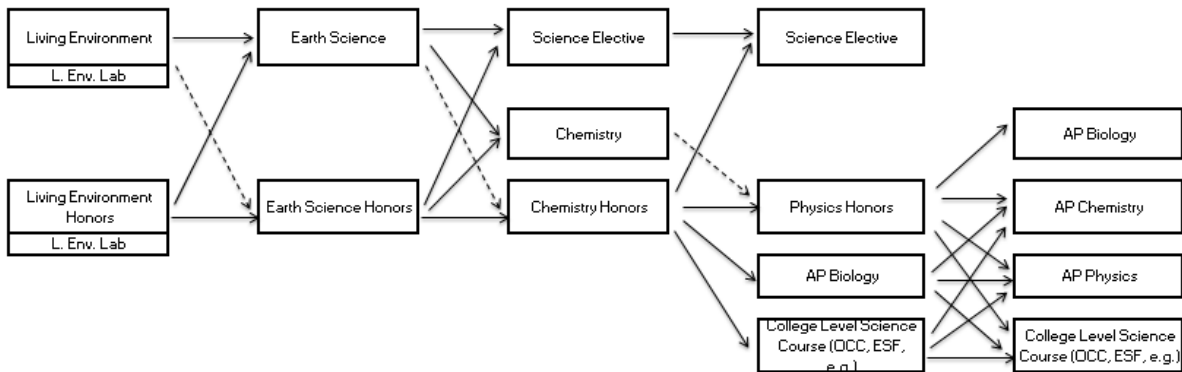 Living Environment
L. Env. Lab
Earth Science
Science Elective
Science Elective
Chemistry
AP Biology
Living Environment
Honors
L. Env. Lab
Earth Science Honors
Chemistry Honors
Physics Honors
AP Chemistry
AP Biology
AP Physics
College Level Science
Course (OCC, ESF,
e.g.)
College Level Science
Course (OCC, ESF, e.g.)